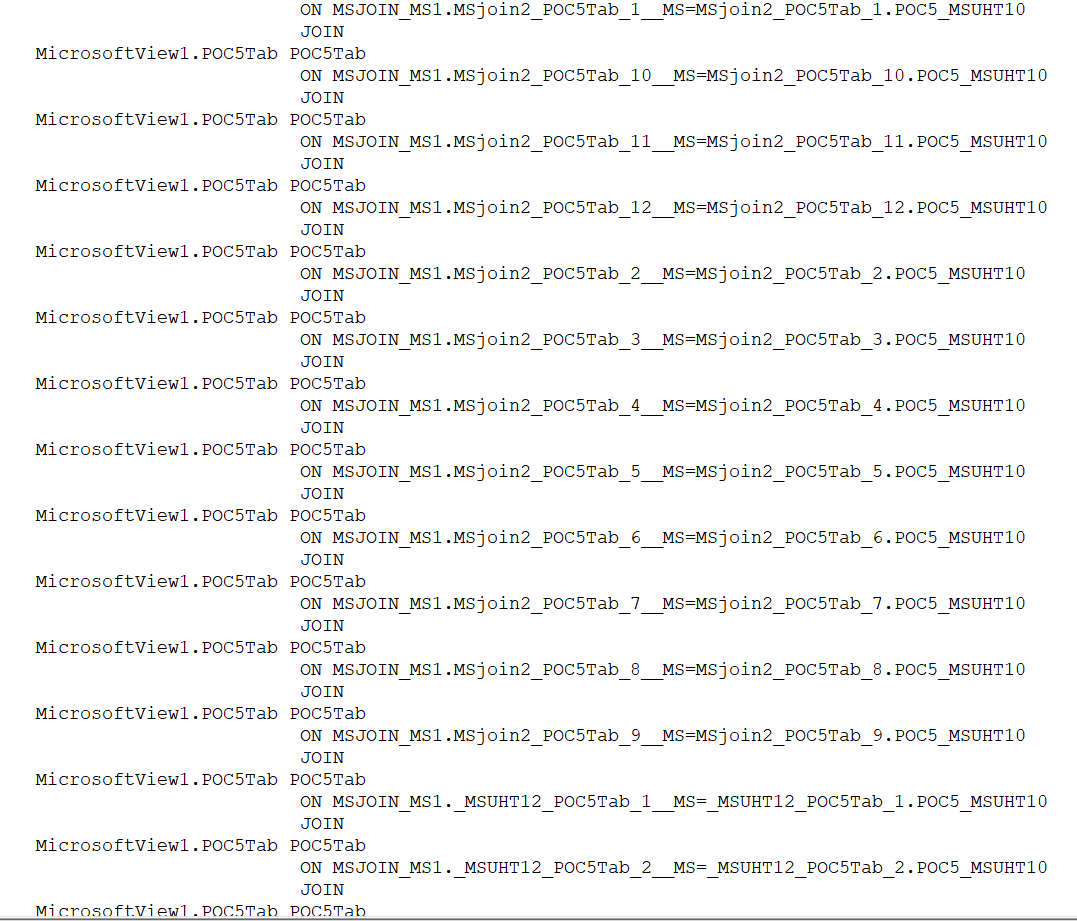 ON MSJOIN_MS1.MSjoin2_POC5Tab_1__MS=MSjoin2_POC5Tab_1.POC5_MSUHT10
JOIN
MicrosoftView1.POC5Tab POC5Tab
ON MSJOIN_MS1.MSjoin2_POC5Tab_10__MS=MSjoin2_POC5Tab_10.POC5_MSUHT10
JOIN
MicrosoftView1.POC5Tab POC5Tab
ON MSJOIN_MS1.MSjoin2_POC5Tab_11__MS=MSjoin2_POC5Tab_11.POC5_MSUHT10
JOIN
MicrosoftView1.POC5Tab POC5Tab
ON MSJOIN_MS1.MSjoin2_POC5Tab_12__MS=MSjoin2_POC5Tab_12.POC5_MSUHT10
JOIN
MicrosoftView1.POC5Tab POC5Tab
ON MSJOIN_MS1.MSjoin2_POC5Tab_2__MS=MSjoin2_POC5Tab_2.POC5_MSUHT10
JOIN
MicrosoftView1.POC5Tab POC5Tab
ON MSJOIN_MS1.MSjoin2_POC5Tab_3__MS=MSjoin2_POC5Tab_3.POC5_MSUHT10
JOIN
MicrosoftView1.POC5Tab POC5Tab
ON MSJOIN_MS1.MSjoin2_POC5Tab_4__MS=MSjoin2_POC5Tab_4.POC5_MSUHT10
JOIN
MicrosoftView1.POC5Tab POC5Tab
ON MSJOIN_MS1.MSjoin2_POC5Tab_5__MS=MSjoin2_POC5Tab_5.POC5_MSUHT10
JOIN
MicrosoftView1.POC5Tab POC5Tab
ON MSJOIN_MS1.MSjoin2_POC5Tab_6__MS=MSjoin2_POC5Tab_6.POC5_MSUHT10
JOIN
MicrosoftView1.POC5Tab POC5Tab
ON MSJOIN_MS1.MSjoin2_POC5Tab_7__MS=MSjoin2_POC5Tab_7.POC5_MSUHT10
JOIN
MicrosoftView1.POC5Tab POC5Tab
ON MSJOIN_MS1.MSjoin2_POC5Tab_8__MS=MSjoin2_POC5Tab_8.POC5_MSUHT10
JOIN
MicrosoftView1.POC5Tab POC5Tab
ON MSJOIN_MS1.MSjoin2_POC5Tab_9__MS=MSjoin2_POC5Tab_9.POC5_MSUHT10
JOIN
MicrosoftView1.POC5Tab POC5Tab
ON MSJOIN_MS1._MSUHT12_POC5Tab_1__MS=_MSUHT12_POC5Tab_1.POC5_MSUHT10
JOIN
MicrosoftView1.POC5Tab POC5Tab
ON MSJOIN_MS1._MSUHT12_POC5Tab_2__MS=_MSUHT12_POC5Tab_2.POC5_MSUHT10
JOIN
MicrosoftView1.POC5Tab POC5Tab